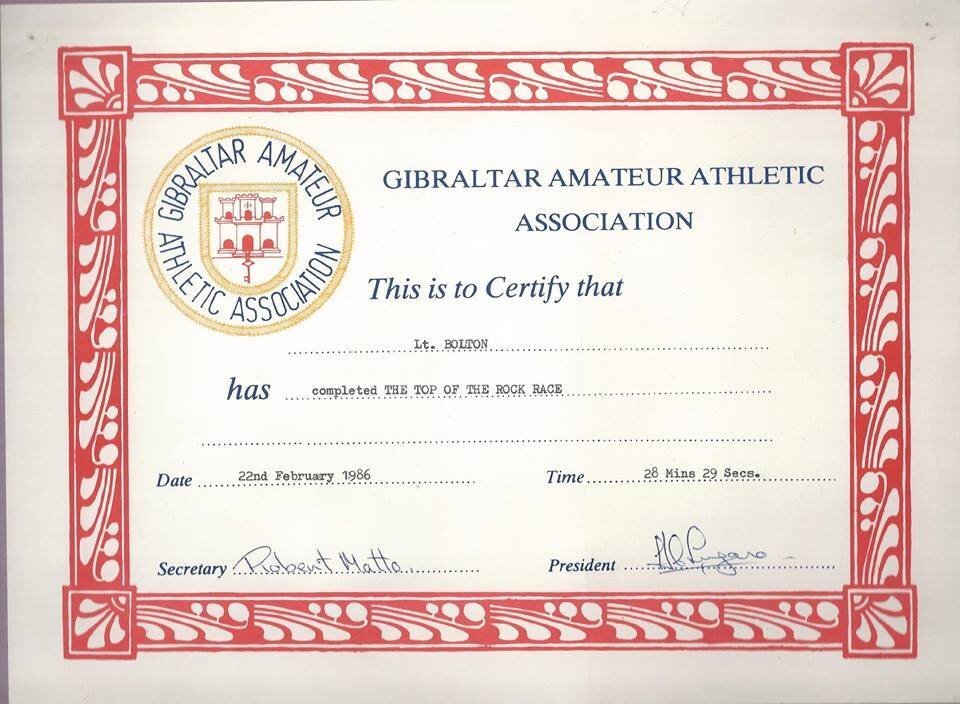 GIBRALTAR AMATEUR ATHLETIC ASSOCIATION
GIBRALTAR AMATEUR ATHLETIC
ASSOCIATION
This is to Certify that
Lt. BOLTON
has completed THE TOP OF THE ROCK RACE
Date 22nd February 1986 Time 28 Mins 29 Secs.
Secretary Robert Matto President